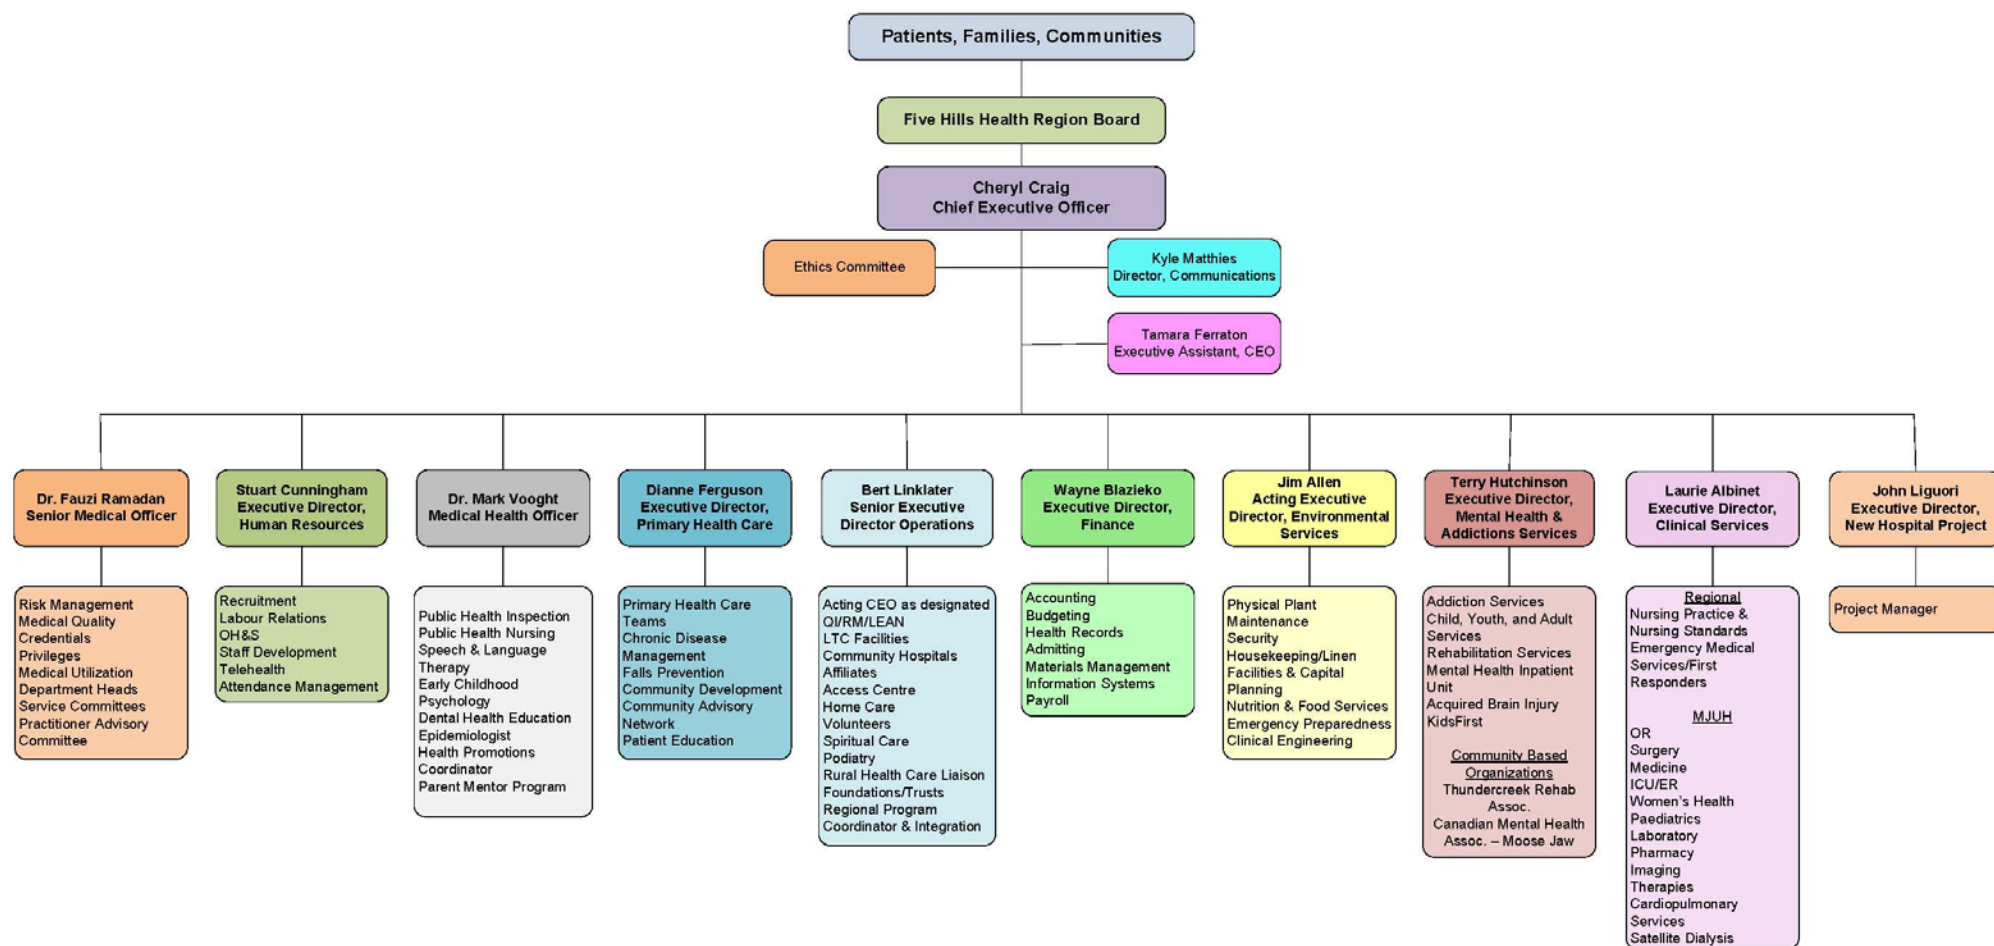 Patients, Families, Communities
Five Hills Health Region Board
Cheryl Craig
Chief Executive Officer
Ethics Committee
Kyle Matthies
Director, Communications
Tamara Ferraton
Executive Assistant, CEO
Dr. Fauzi Ramadan
Senior Medical Officer
Stuart Cunningham
Executive Director,
Human Resources
Dr. Mark Vooght
Medical Health Officer
Dianne Ferguson
Executive Director,
Primary Health Care
Bert Linklater
Senior Executive
Director Operations
Wayne Blazieko
Executive Director,
Finance
Jim Allen
Acting Executive
Director, Environmental
Services
Terry Hutchinson
Executive Director,
Mental Health &
Addictions Services
Laurie Albinet
Executive Director,
Clinical Services
John Liguori
Executive Director,
New Hospital Project
Risk Management
Medical Quality
Credentials
Privileges
Medical Utilization
Department Heads
Service Committees
Practitioner Advisory
Committee
Recruitment
Labour Relations
OH&S
Staff Development
Telehealth
Attendance Management
Public Health Inspection
Public Health Nursing
Speech & Language
Therapy
Early Childhood
Psychology
Dental Health Education
Epidemiologist
Health Promotions
Coordinator
Parent Mentor Program
Primary Health Care
Teams
Chronic Disease
Management
Falls Prevention
Community Development
Community Advisory
Network
Patient Education
Acting CEO as designated
QI/RM/LEAN
LTC Facilities
Community Hospitals
Affiliates
Access Centre
Home Care
Volunteers
Spiritual Care
Podiatry
Rural Health Care Liaison
Foundations/Trusts
Regional Program
Coordinator & Integration
Accounting
Budgeting
Health Records
Admitting
Materials Management
Information Systems
Payroll
Physical Plant
Maintenance
Security
Housekeeping/Linen
Facilities & Capital
Planning
Nutrition & Food Services
Emergency Preparedness
Clinical Engineering
Addiction Services
Child, Youth, and Adult
Services
Rehabilitation Services
Mental Health Inpatient
Unit
Acquired Brain Injury
KidsFirst
Community Based
Organizations
Thundercreek Rehab
Assoc.
Canadian Mental Health
Assoc. – Moose Jaw
Regional
Nursing Practice &
Nursing Standards
Emergency Medical
Services/First
Responders
MJUH
OR
Surgery
Medicine
ICU/ER
Women's Health
Paediatrics
Laboratory
Pharmacy
Imaging
Therapies
Cardiopulmonary
Services
Satellite Dialysis
Project Manager